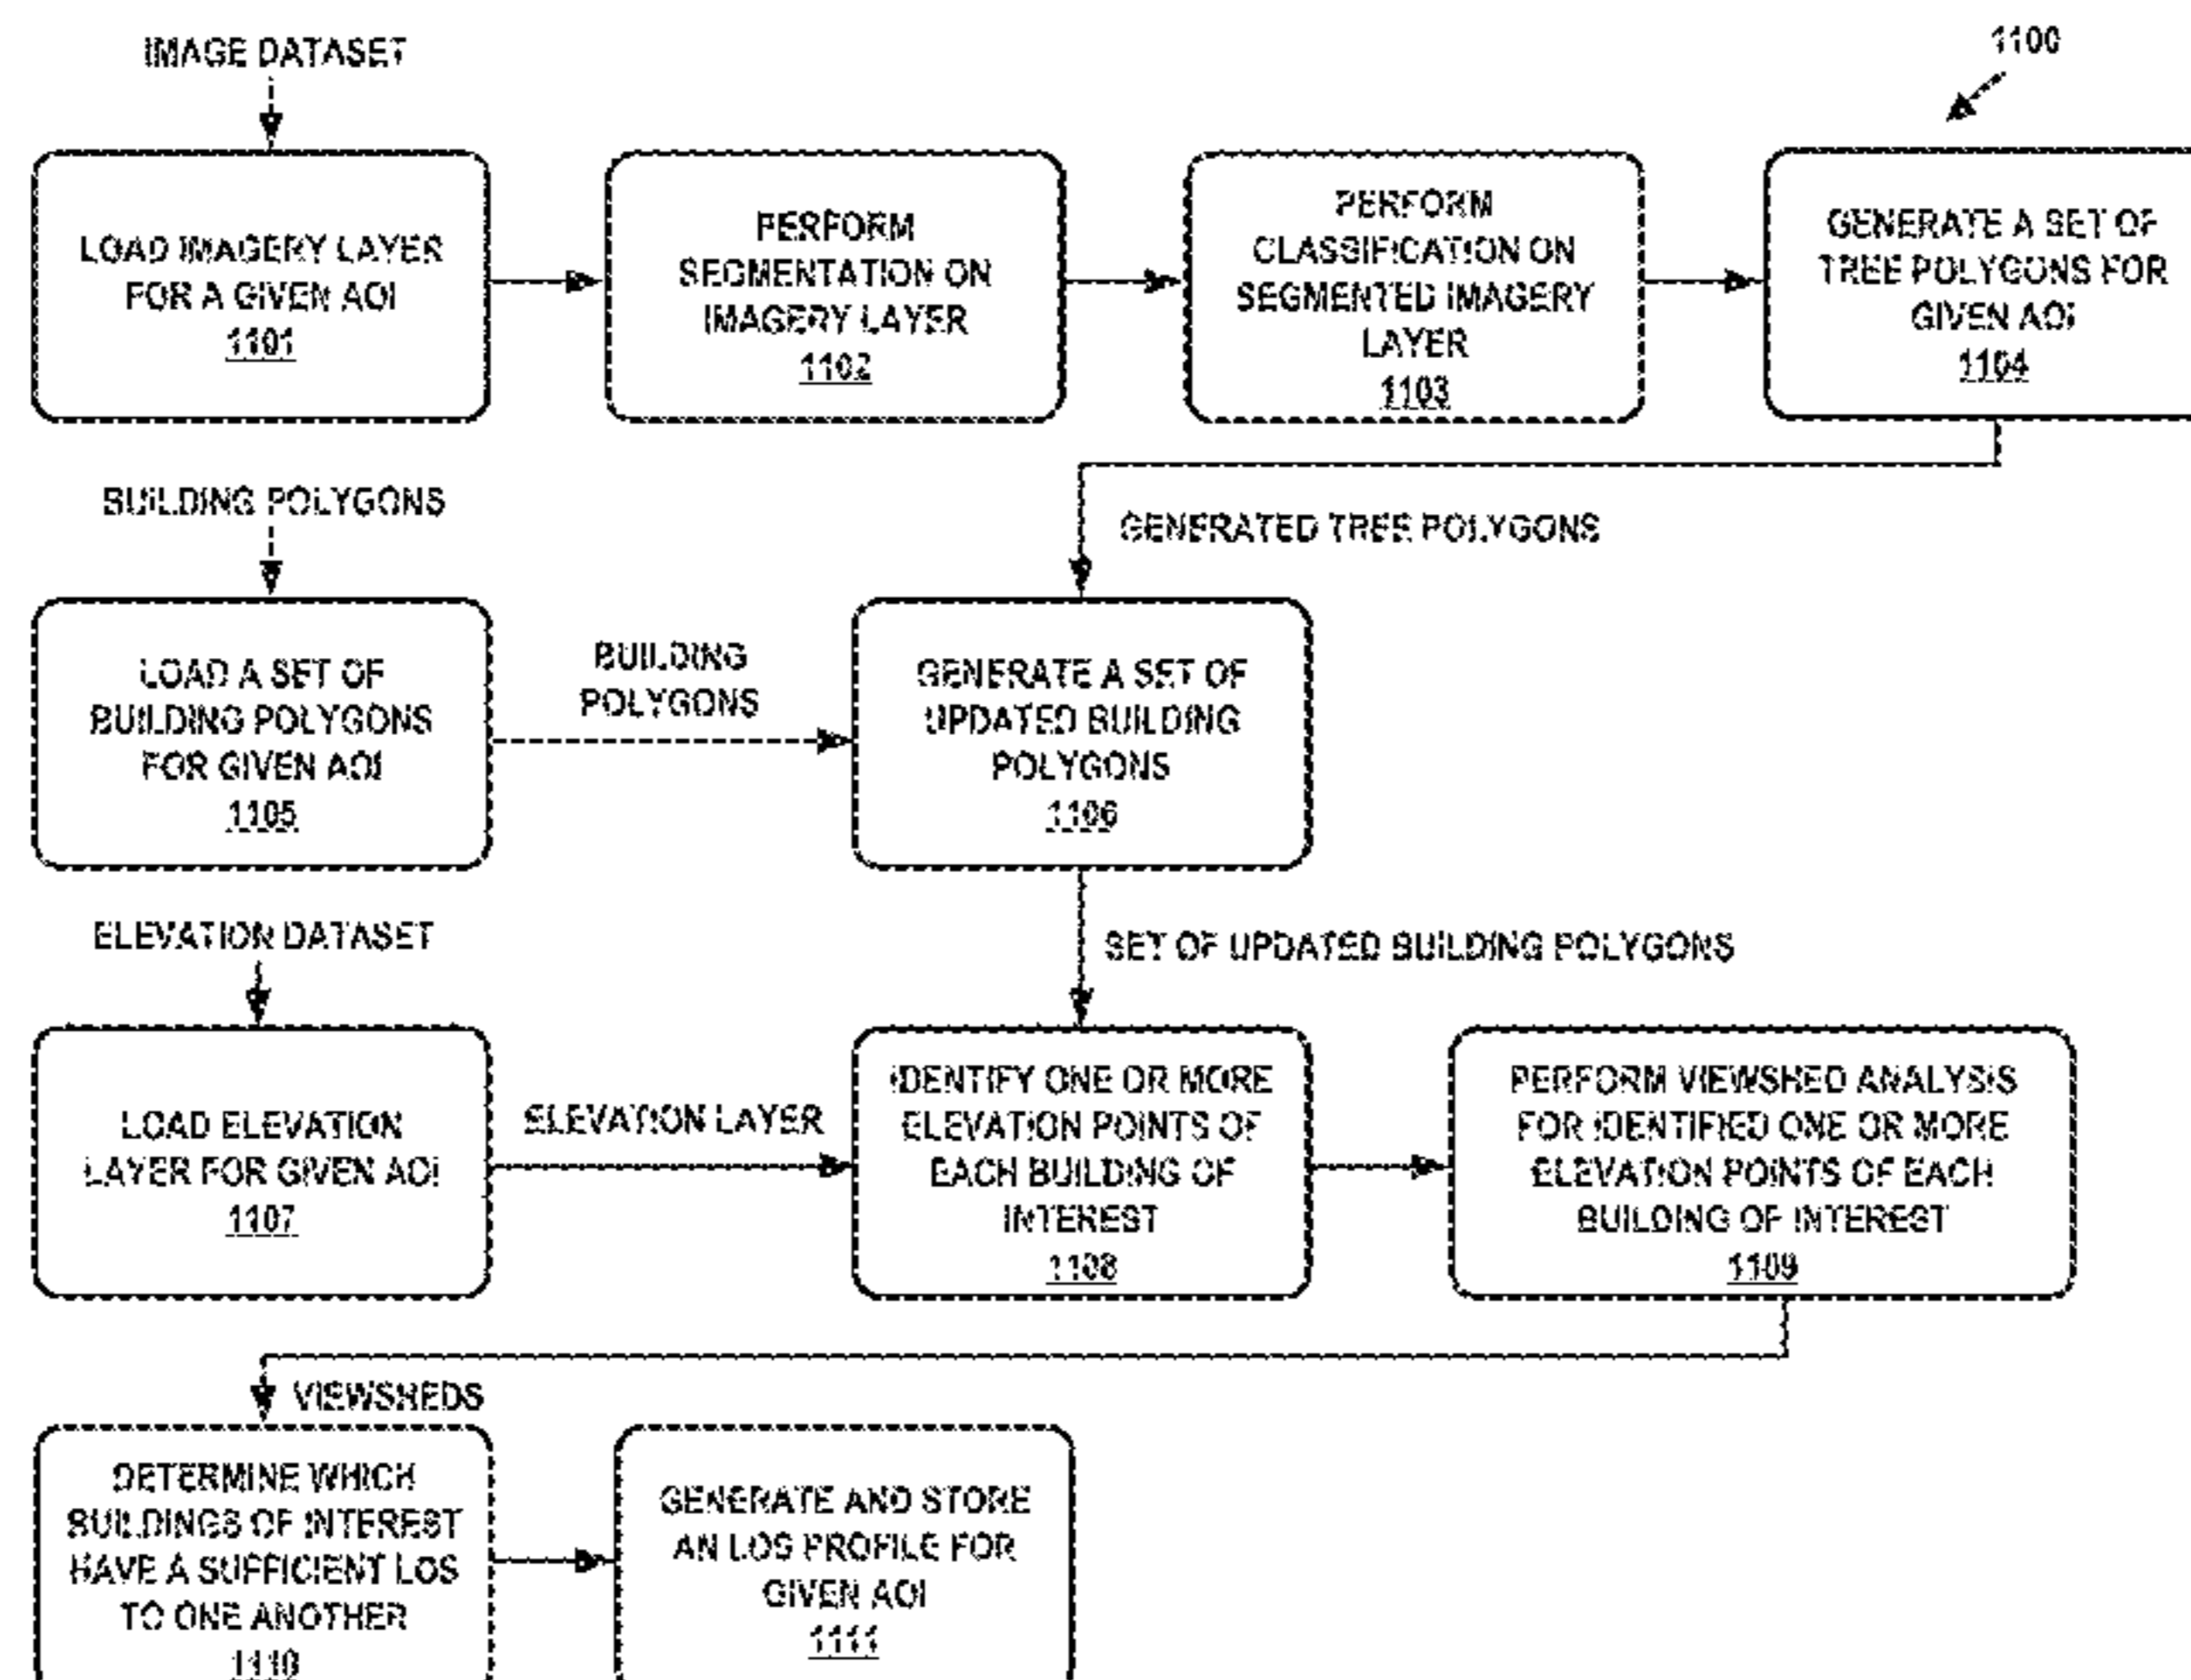 IMAGE DATASET
1100
LOAD IMAGERY LAYER
FOR A GIVEN AOI
1101
PERFORM
SEGMENTATION ON
IMAGERY LAYER
1102
PERFORM
CLASSIFICATION ON
SEGMENTED IMAGERY
LAYER
1103
GENERATE A SET OF
TREE POLYGONS FOR
GIVEN AOI
1104
BUILDING POLYGONS
GENERATED TREE POLYGONS
LOAD A SET OF
BUILDING POLYGONS
FOR GIVEN AOI
1105
BUILDING
POLYGONS
GENERATE A SET OF
UPDATED BUILDING
POLYGONS
1106
ELEVATION DATASET
SET OF UPDATED BUILDING POLYGONS
LOAD ELEVATION
LAYER FOR GIVEN AOI
1107
ELEVATION LAYER
IDENTIFY ONE OR MORE
ELEVATION POINTS OF
EACH BUILDING OF
INTEREST
1108
PERFORM VIEWSHED ANALYSIS
FOR IDENTIFIED ONE OR MORE
ELEVATION POINTS OF EACH
BUILDING OF INTEREST
1109
VIEWSHEDS
DETERMINE WHICH
BUILDINGS OF INTEREST
HAVE A SUFFICIENT LOS
TO ONE ANOTHER
1110
GENERATE AND STORE
AN LOS PROFILE FOR
GIVEN AOI
1111